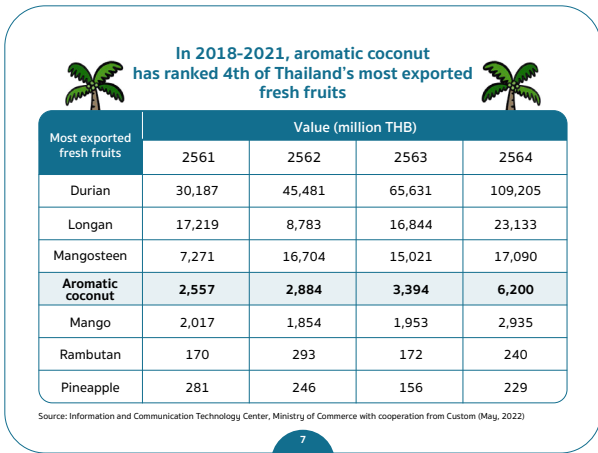 In 2018-2021, aromatic coconut
has ranked 4th of Thailand's most exported
fresh fruits
Most exported
fresh fruits
Value (million THB)
2561 2562 2563 2564
Durian 30,187 45,481 65,631 109,205
Longan 17,219 8,783 16,844 23,133
Mangosteen 7,271 16,704 15,021 17,090
Aromatic
coconut 2,557 2,884 3,394 6,200
Mango 2,017 1,854 1,953 2,935
Rambutan 170 293 172 240
Pineapple 281 246 156 229
Source: Information and Communication Technology Center, Ministry of Commerce with cooperation from Custom (May, 2022)
7